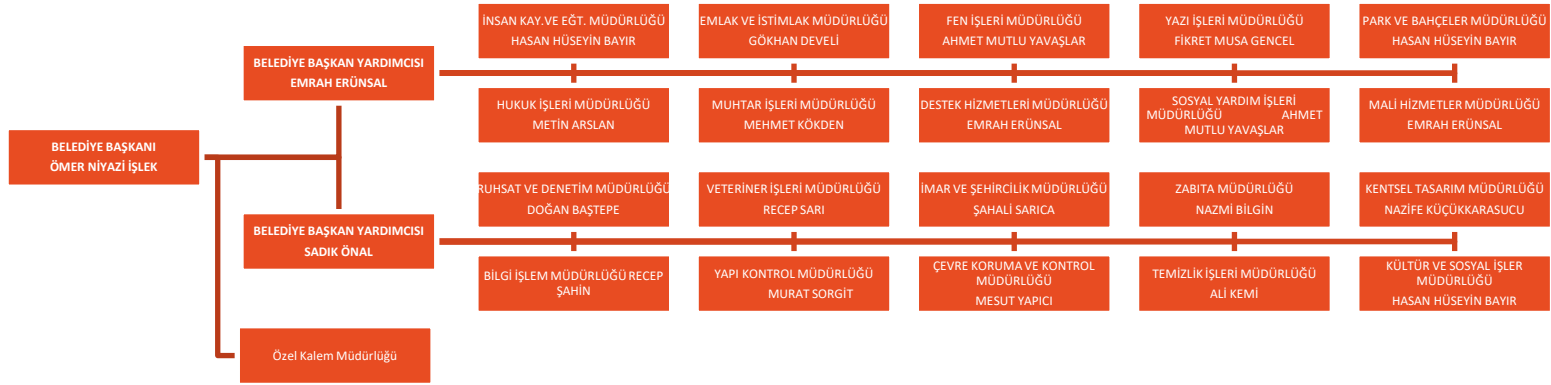 İNSAN KAY.VE EĞT. MÜDÜRLÜĞÜ
HASAN HÜSEYİN BAYIR
EMLAK VE İSTİMLAK MÜDÜRLÜĞÜ
GÖKHAN DEVELİ
FEN İŞLERİ MÜDÜRLÜĞÜ
AHMET MUTLU YAVAŞLAR
YAZI İŞLERİ MÜDÜRLÜĞÜ
FİKRET MUSA GENCEL
PARK VE BAHÇELER MÜDÜRLÜĞÜ
HASAN HÜSEYİN BAYIR
BELEDİYE BAŞKAN YARDIMCISI
EMRAH ERÜNSAL
HUKUK İŞLERİ MÜDÜRLÜĞÜ
METİN ARSLAN
MUHTAR İŞLERİ MÜDÜRLÜĞÜ
MEHMET KÖKDEN
DESTEK HİZMETLERİ MÜDÜRLÜĞÜ
EMRAH ERÜNSAL
SOSYAL YARDIM İŞLERİ
MÜDÜRLÜĞÜ AHMET
MUTLU YAVAŞLAR
MALİ HİZMETLER MÜDÜRLÜĞÜ
EMRAH ERÜNSAL
BELEDİYE BAŞKANI
ÖMER NİYAZİ İŞLEK
RUHSAT VE DENETİM MÜDÜRLÜĞÜ
DOĞAN BAŞTEPE
VETERİNER İŞLERİ MÜDÜRLÜĞÜ
RECEP SARI
İMAR VE ŞEHİRCİLİK MÜDÜRLÜĞÜ
ŞAHALİ SARICA
ZABITA MÜDÜRLÜĞÜ
NAZMİ BİLGİN
KENTSEL TASARIM MÜDÜRLÜĞÜ
NAZİFE KÜÇÜKKARASUCU
BELEDİYE BAŞKAN YARDIMCISI
SADIK ÖNAL
BİLGİ İŞLEM MÜDÜRLÜĞÜ RECEP
ŞAHİN
YAPI KONTROL MÜDÜRLÜĞÜ
MURAT SORGİT
ÇEVRE KORUMA VE KONTROL
MÜDÜRLÜĞÜ
MESUT YAPICI
TEMİZLİK İŞLERİ MÜDÜRLÜĞÜ
ALİ KEMİ
KÜLTÜR VE SOSYAL İŞLER
MÜDÜRLÜĞÜ
HASAN HÜSEYİN BAYIR
Özel Kalem Müdürlüğü